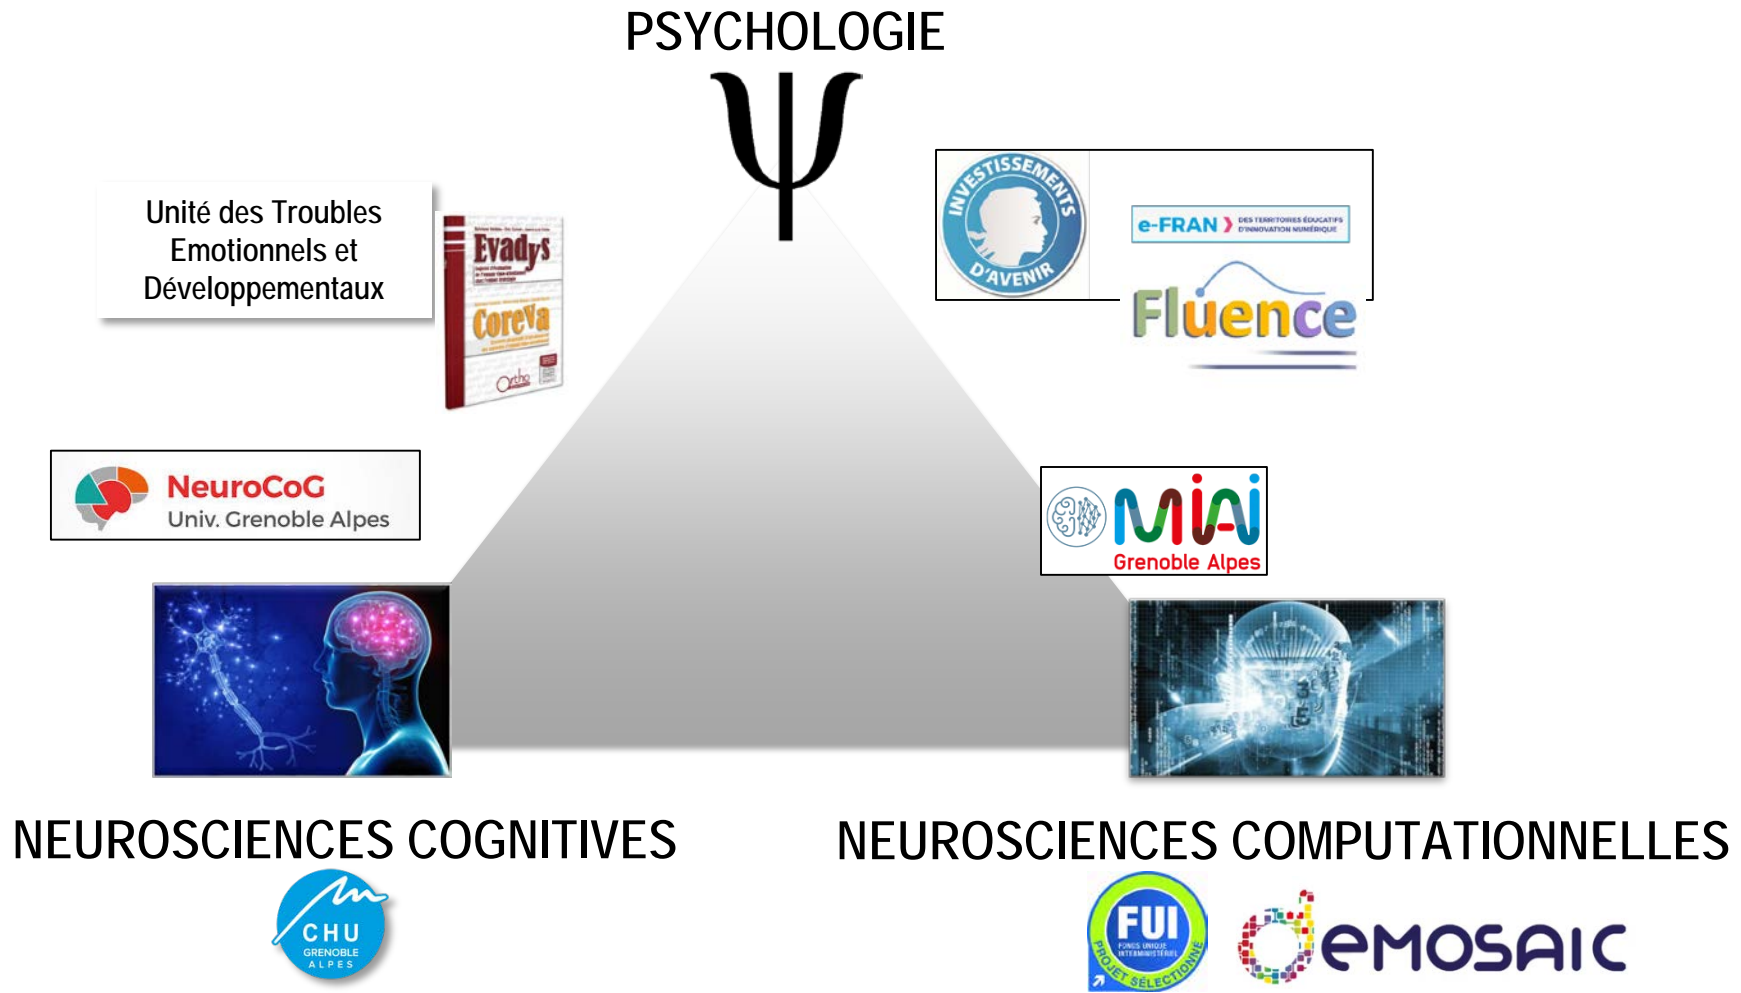 PSYCHOLOGIE
Ψ
Unité des Troubles
Emotionnels et
Développementaux
Evadys
Coreva
Ortho
INVESTISSEMENTS
D'AVENIR
e-FRAN
DES TERRITOIRES ÉDUCATIFS
D'INNOVATION NUMÉRIQUE
Fluence
NeuroCoG
Univ. Grenoble Alpes
MIAI
Grenoble Alpes
NEUROSCIENCES COGNITIVES
NEUROSCIENCES COMPUTATIONNELLES
CHU
GRENOBLE
ALPES
FUI
FONDS UNIQUE
INTERMINISTÉRIEL
PROJET SÉLECTIONNÉ
DeMOSAIC